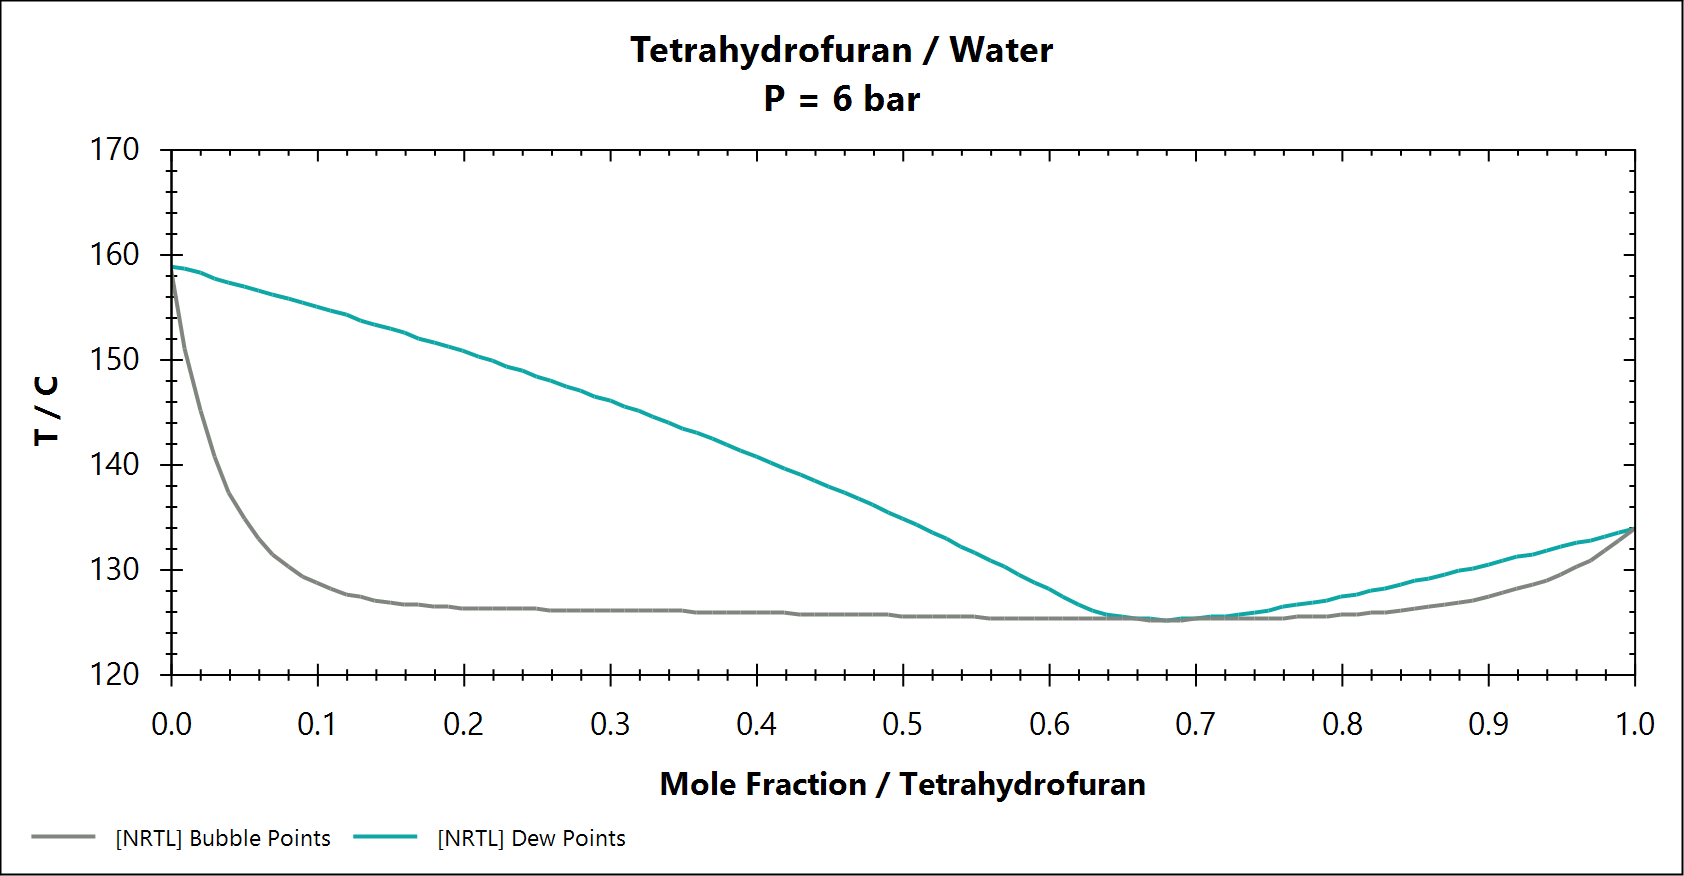 Tetrahydrofuran / Water
P = 6 bar
170
160
150
140
130
120
T / C
0.0 0.1 0.2 0.3 0.4 0.5 0.6 0.7 0.8 0.9 1.0
Mole Fraction / Tetrahydrofuran
[NRTL] Bubble Points [NRTL] Dew Points